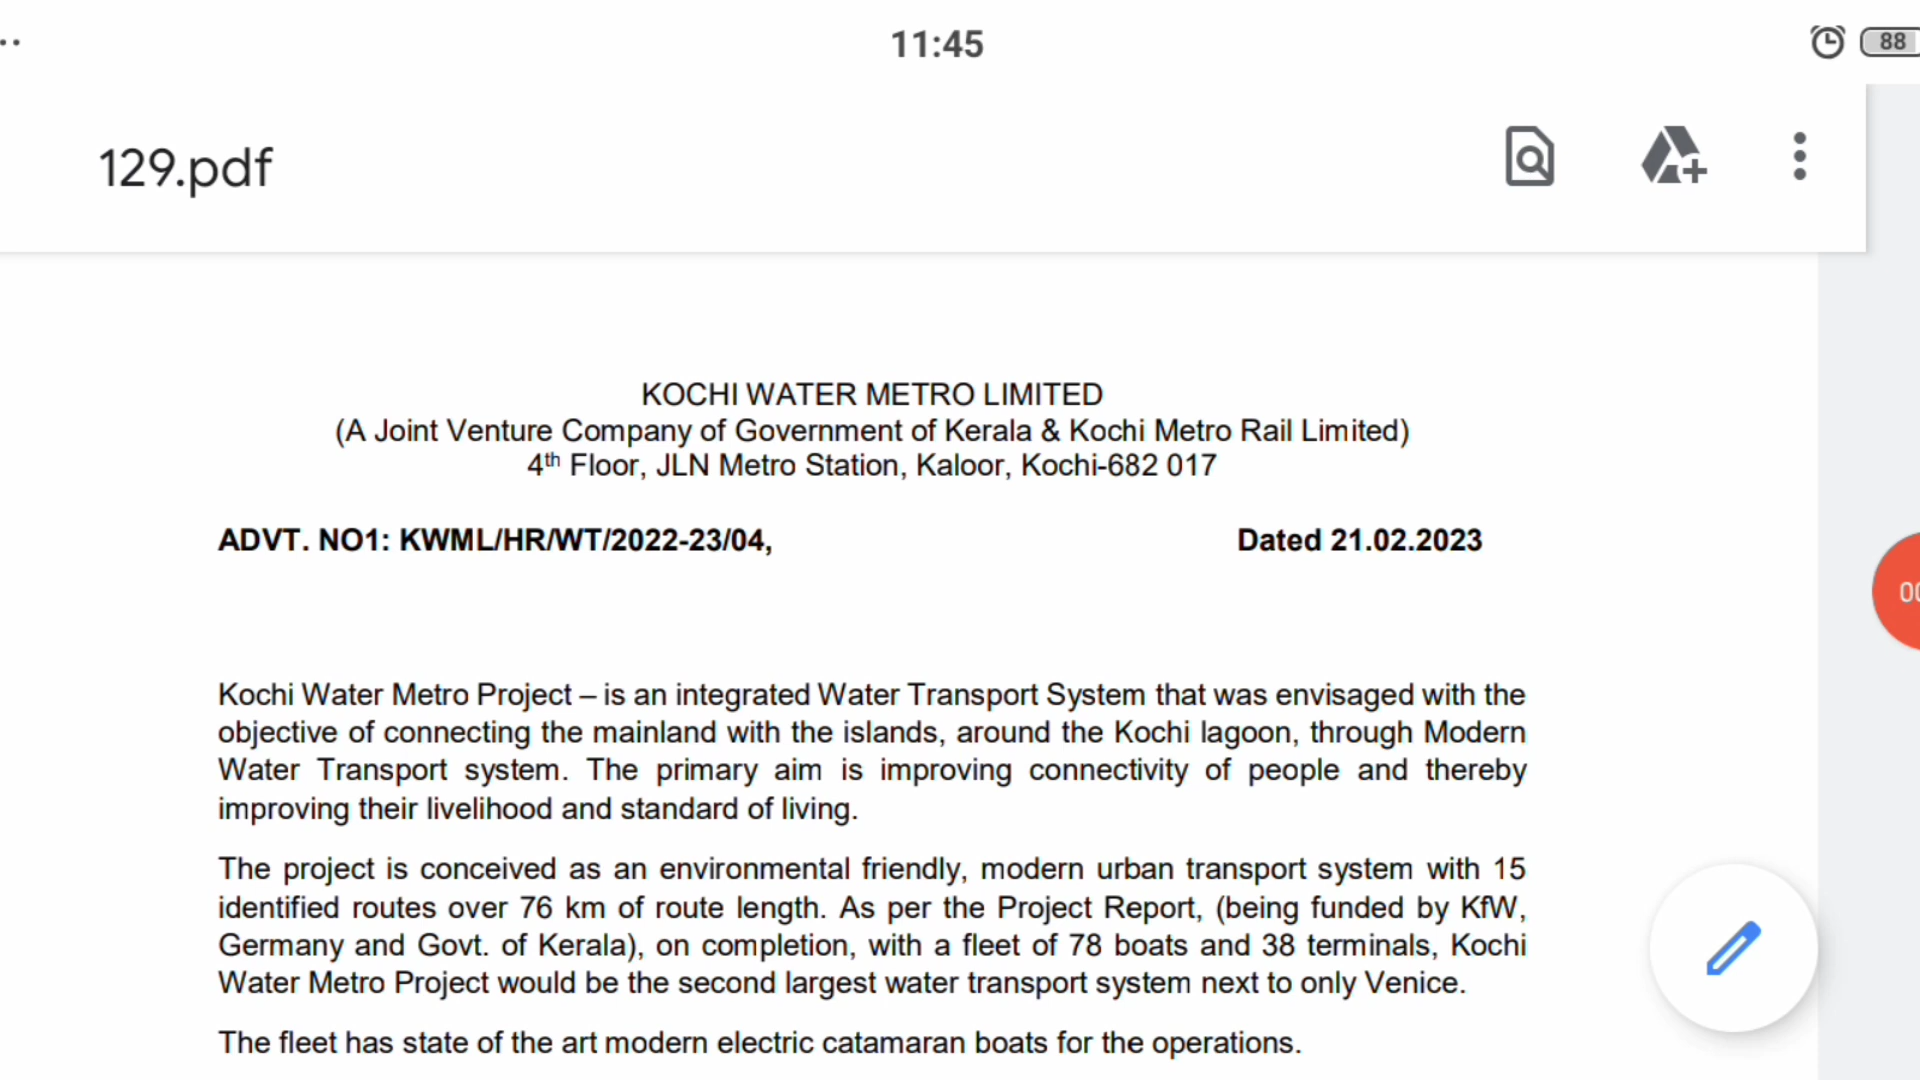 11:45
88
129.pdf
KOCHI WATER METRO LIMITED
(A Joint Venture Company of Government of Kerala & Kochi Metro Rail Limited)
4th Floor, JLN Metro Station, Kaloor, Kochi-682 017
ADVT. NO1: KWML/HR/WT/2022-23/04, Dated 21.02.2023
Kochi Water Metro Project – is an integrated Water Transport System that was envisaged with the
objective of connecting the mainland with the islands, around the Kochi lagoon, through Modern
Water Transport system. The primary aim is improving connectivity of people and thereby
improving their livelihood and standard of living.
The project is conceived as an environmental friendly, modern urban transport system with 15
identified routes over 76 km of route length. As per the Project Report, (being funded by KfW,
Germany and Govt. of Kerala), on completion, with a fleet of 78 boats and 38 terminals, Kochi
Water Metro Project would be the second largest water transport system next to only Venice.
The fleet has state of the art modern electric catamaran boats for the operations.